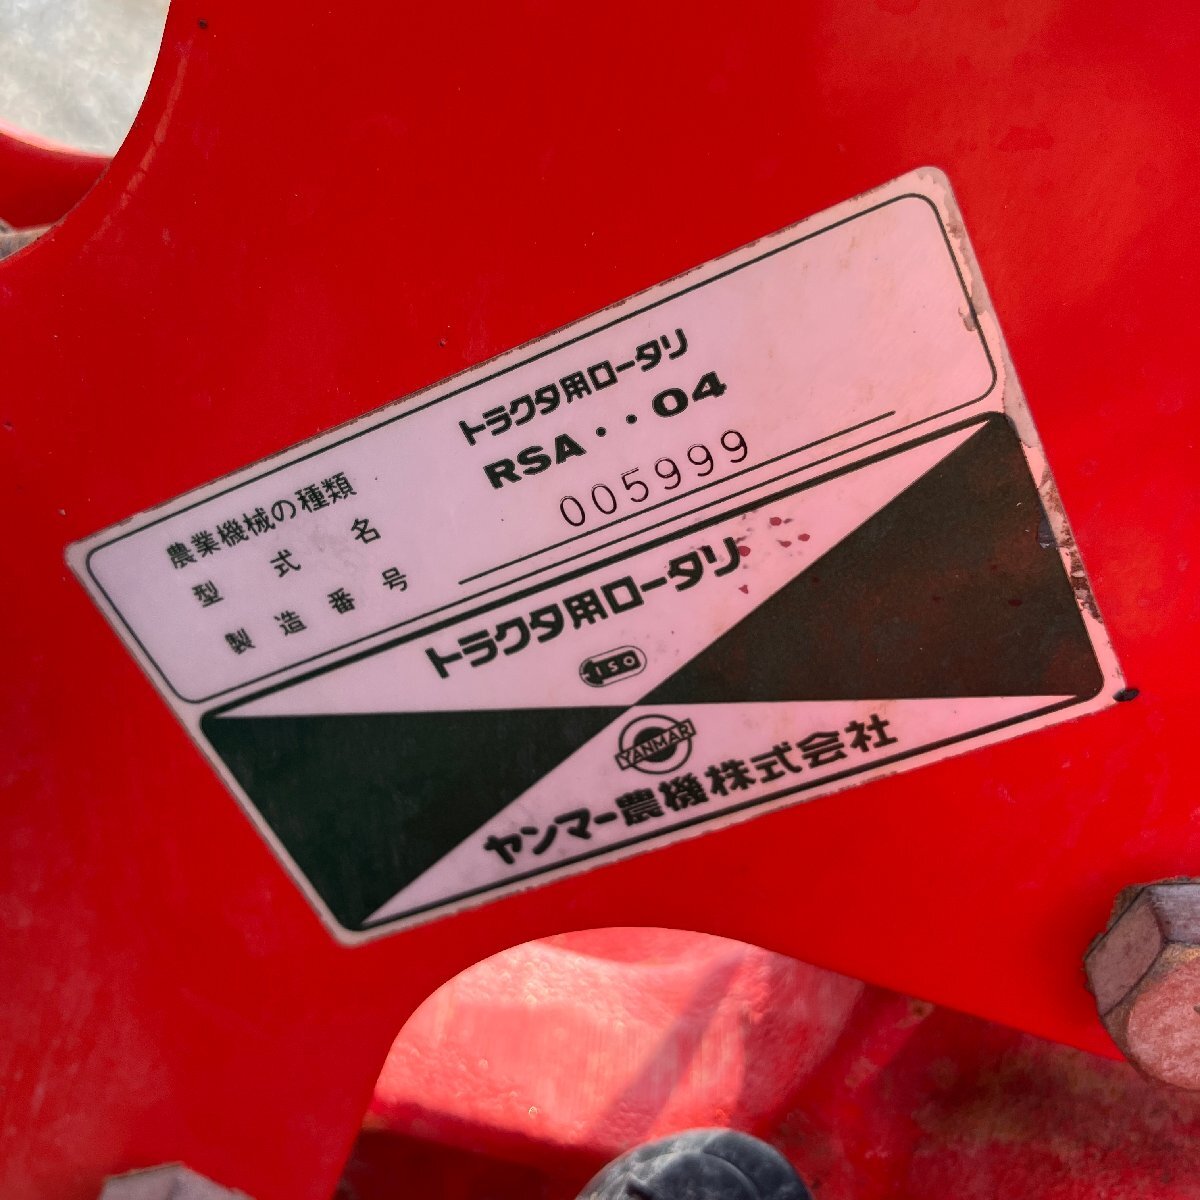 農業機械の種類 トラクタ用ロータリ
型式名 RSA・・04
製造番号 005999
トラクタ用ロータリ
ISO
YANMAR
ヤンマー農機株式会社